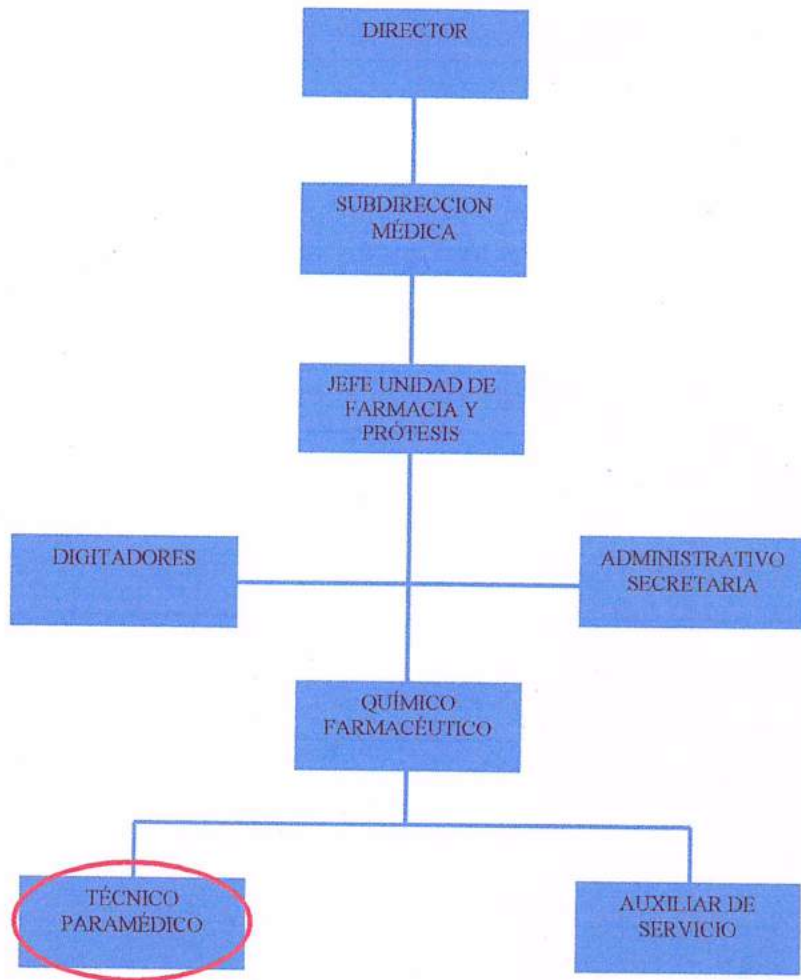 DIRECTOR
SUBDIRECCION
MÉDICA
JEFE UNIDAD DE
FARMACIA Y
PRÓTESIS
DIGITADORES
ADMINISTRATIVO
SECRETARIA
QUÍMICO
FARMACÉUTICO
TÉCNICO
PARAMÉDICO
AUXILIAR DE
SERVICIO